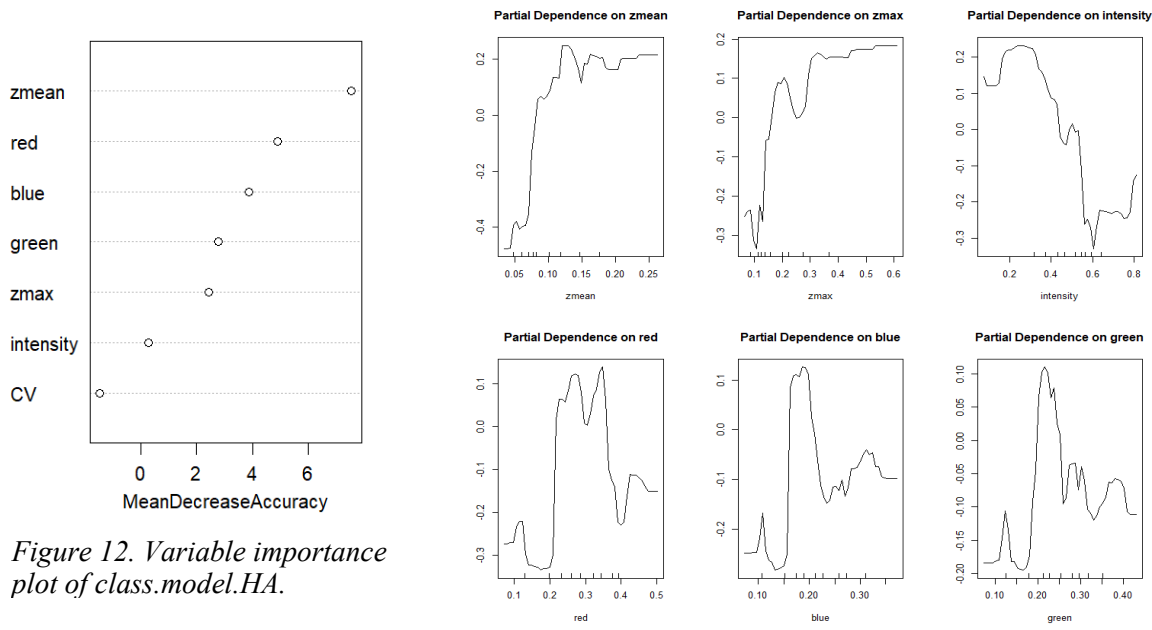 zmean
red
blue
green
zmax
intensity
CV
0 2 4 6
MeanDecreaseAccuracy
Figure 12. Variable importance
plot of class.model.HA.
Partial Dependence on zmean
0.2
0.0
-0.2
-0.4
0.05 0.10 0.15 0.20 0.25
zmean
Partial Dependence on zmax
0.2
0.1
0.0
-0.1
-0.2
-0.3
0.1 0.2 0.3 0.4 0.5 0.6
zmax
Partial Dependence on intensity
0.2
0.1
0.0
-0.1
-0.2
-0.3
0.2 0.4 0.6 0.8
intensity
Partial Dependence on red
0.1
0.0
-0.1
-0.2
-0.3
0.1 0.2 0.3 0.4 0.5
red
Partial Dependence on blue
0.1
0.0
-0.1
-0.2
0.10 0.20 0.30
blue
Partial Dependence on green
0.10
0.05
0.00
-0.05
-0.10
-0.15
-0.20
0.10 0.20 0.30 0.40
green